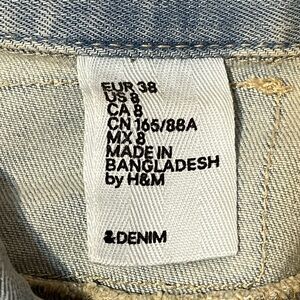 EUR 38
US 8
CA 8
CN 165/88A
MX 8
MADE IN
BANGLADESH
by H&M
&DENIM